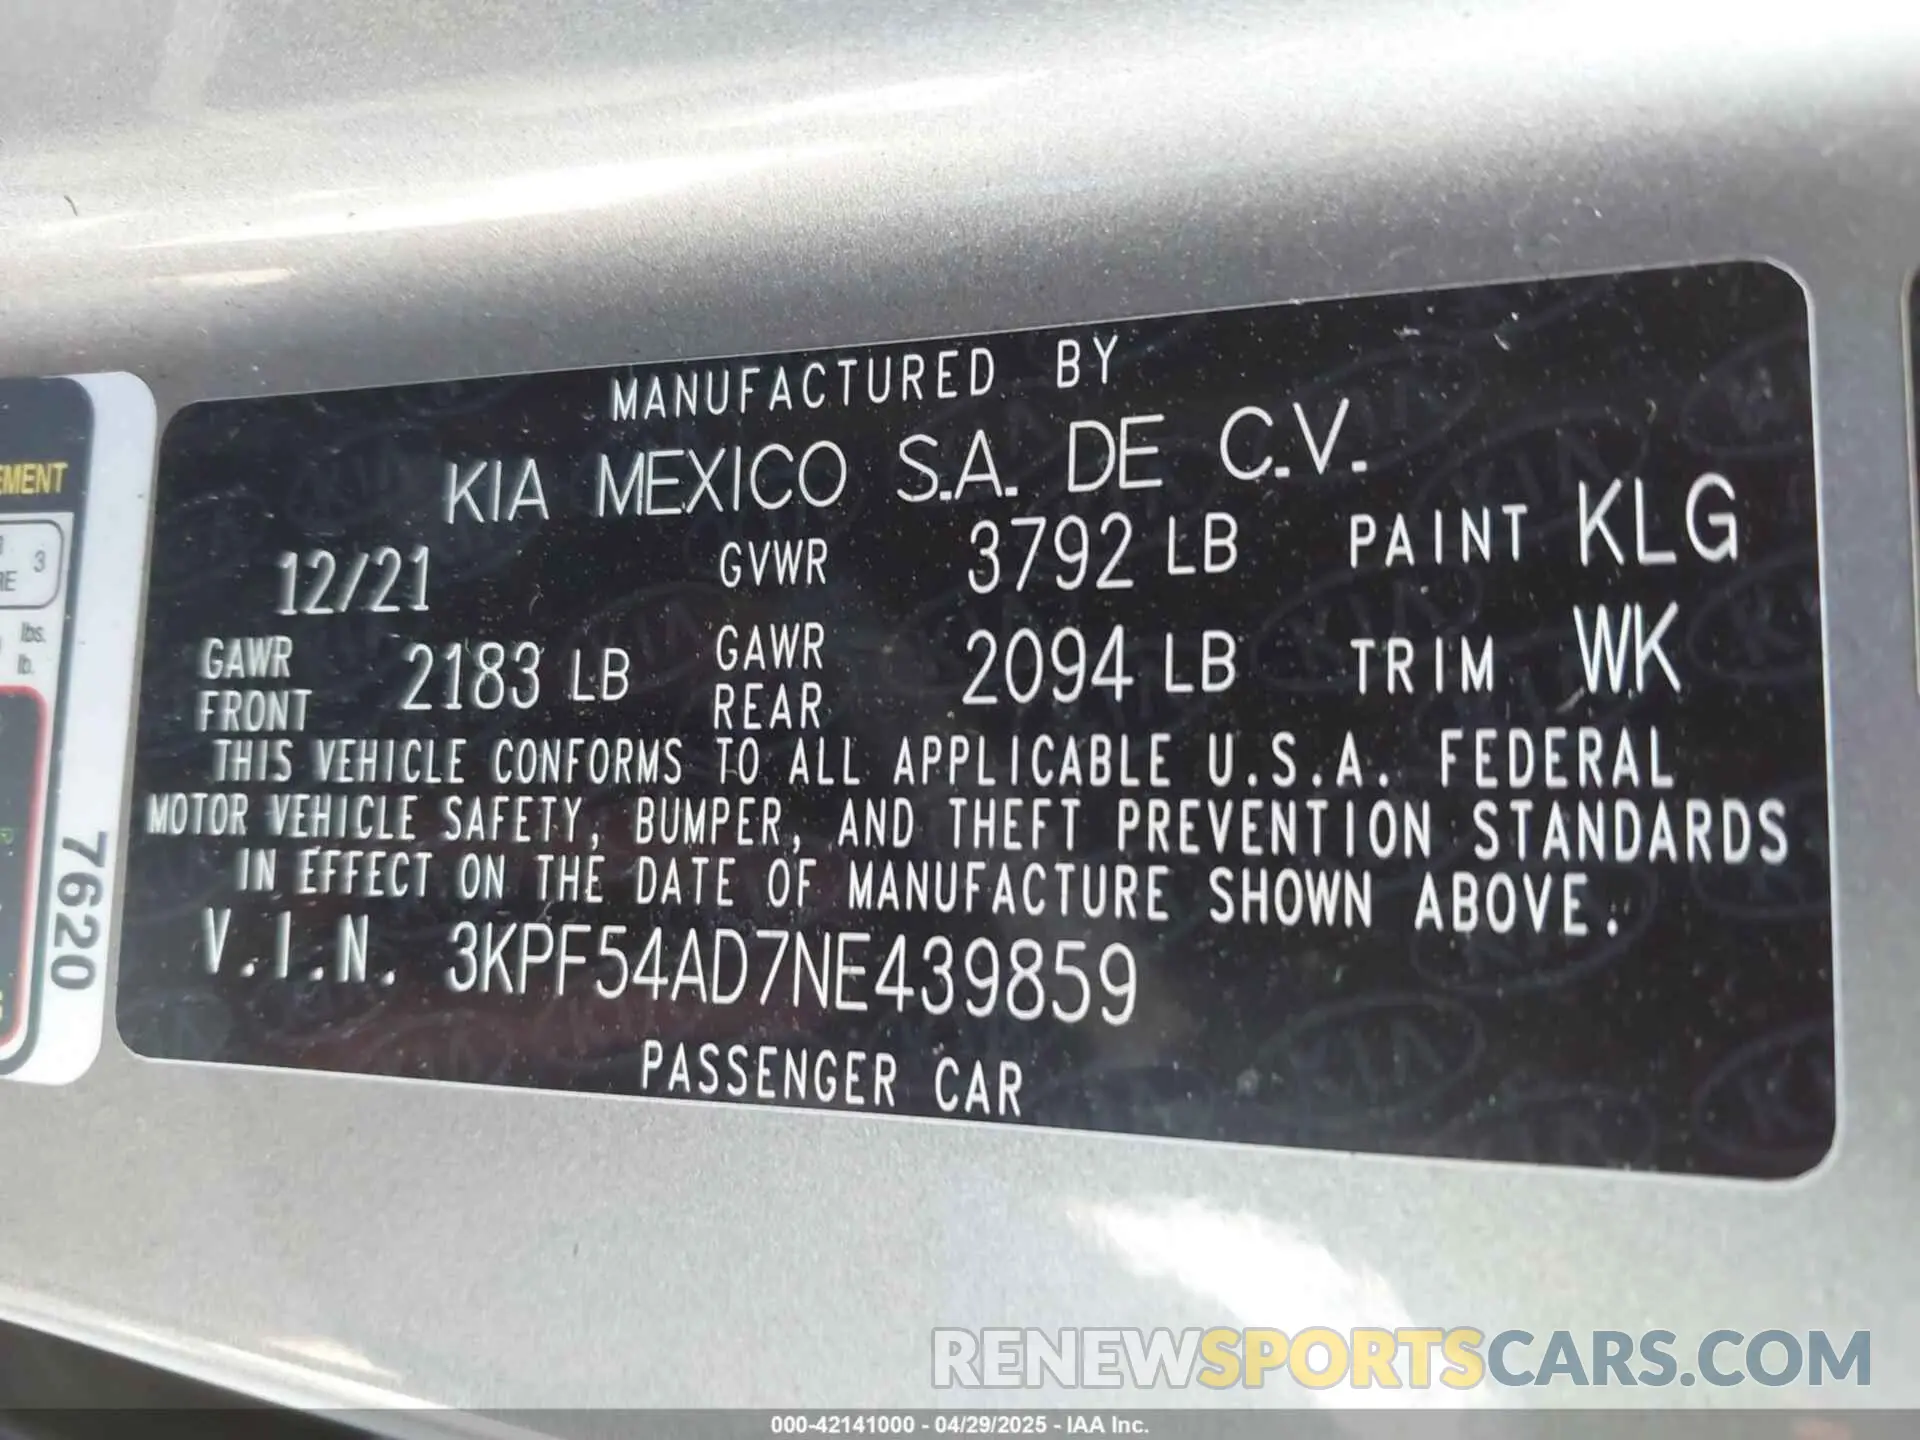 MANUFACTURED BY
KIA MEXICO S.A. DE C.V.
12/21 GVWR 3792 LB PAINT KLG
GAWR FRONT 2183 LB GAWR REAR 2094 LB TRIM WK
THIS VEHICLE CONFORMS TO ALL APPLICABLE U.S.A. FEDERAL
MOTOR VEHICLE SAFETY, BUMPER, AND THEFT PREVENTION STANDARDS
IN EFFECT ON THE DATE OF MANUFACTURE SHOWN ABOVE.
V.I.N. 3KPF54AD7NE439859
PASSENGER CAR
3
lbs.
lb.
7620
RENEWSPORTSCARS.COM
000-42141000 - 04/29/2025 - IAA Inc.